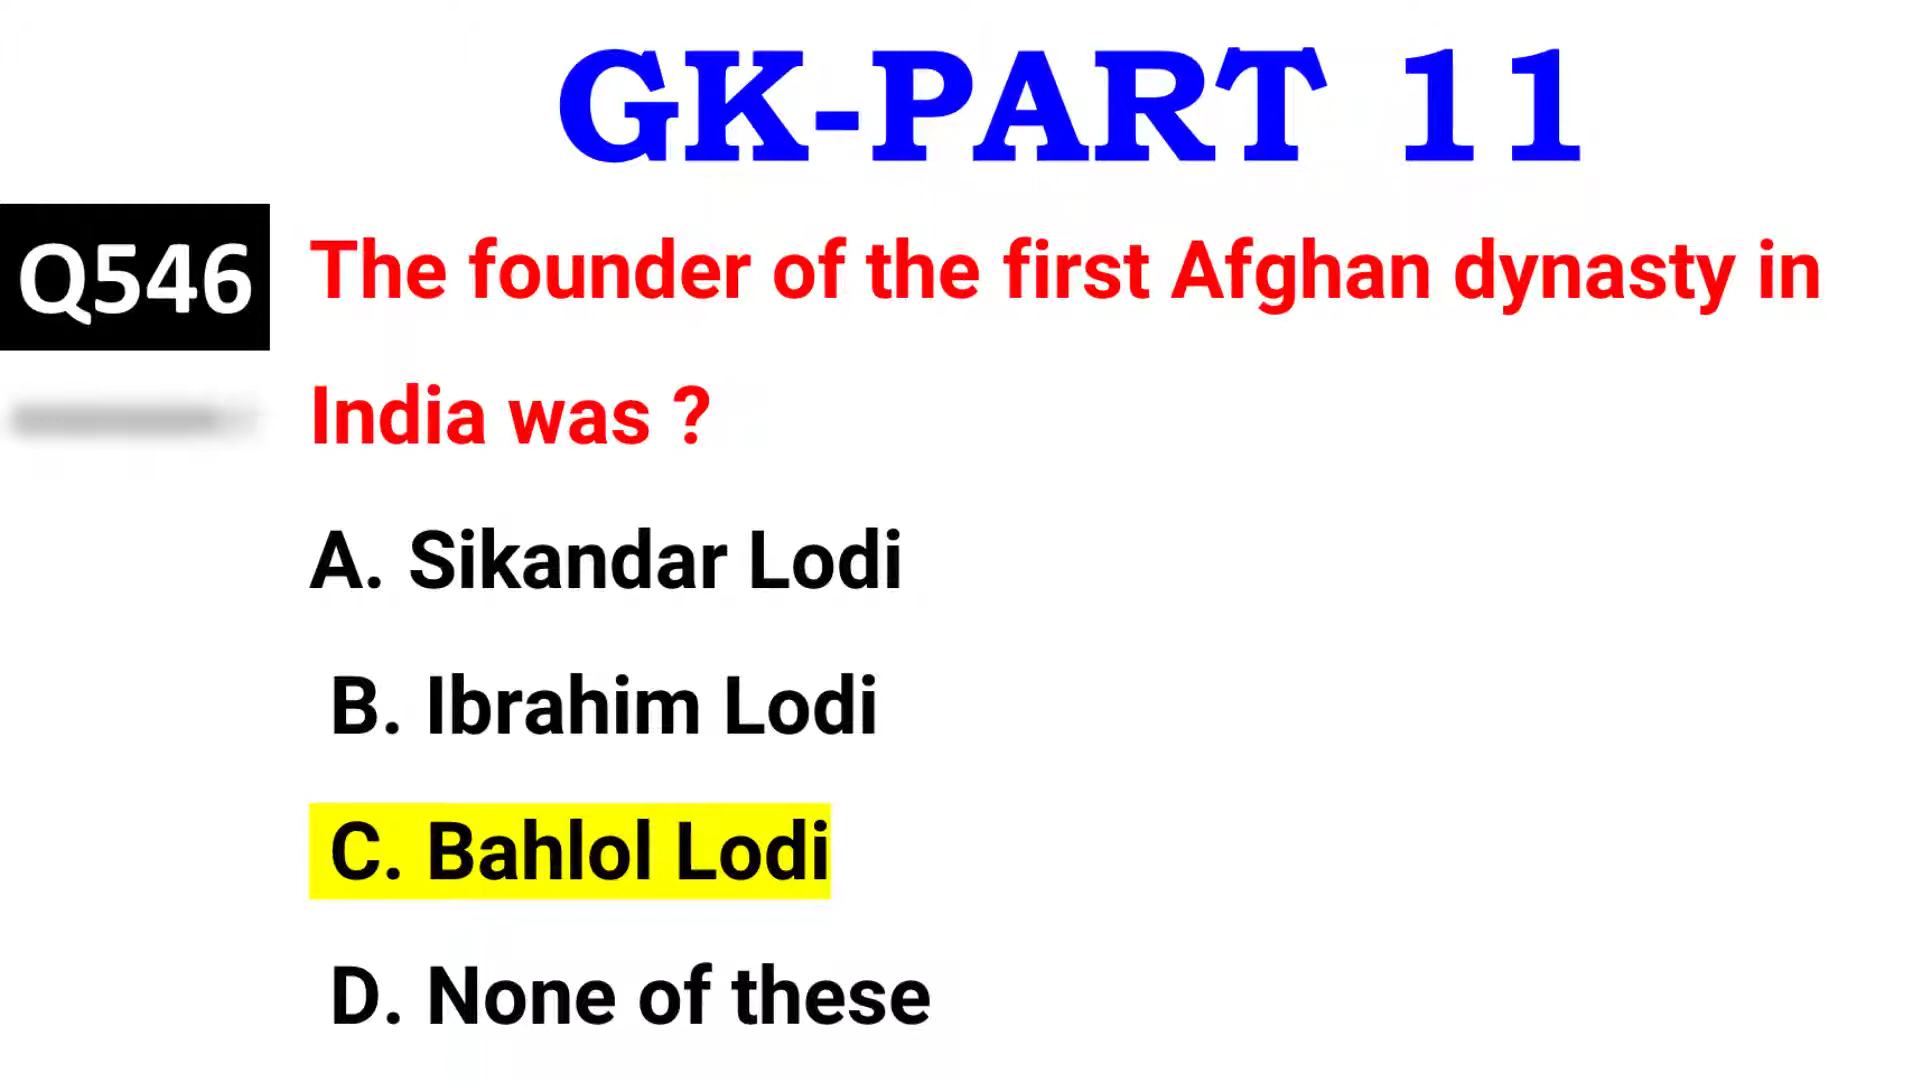 GK-PART 11
Q546 The founder of the first Afghan dynasty in
India was ?
A. Sikandar Lodi
B. Ibrahim Lodi
C. Bahlol Lodi
D. None of these